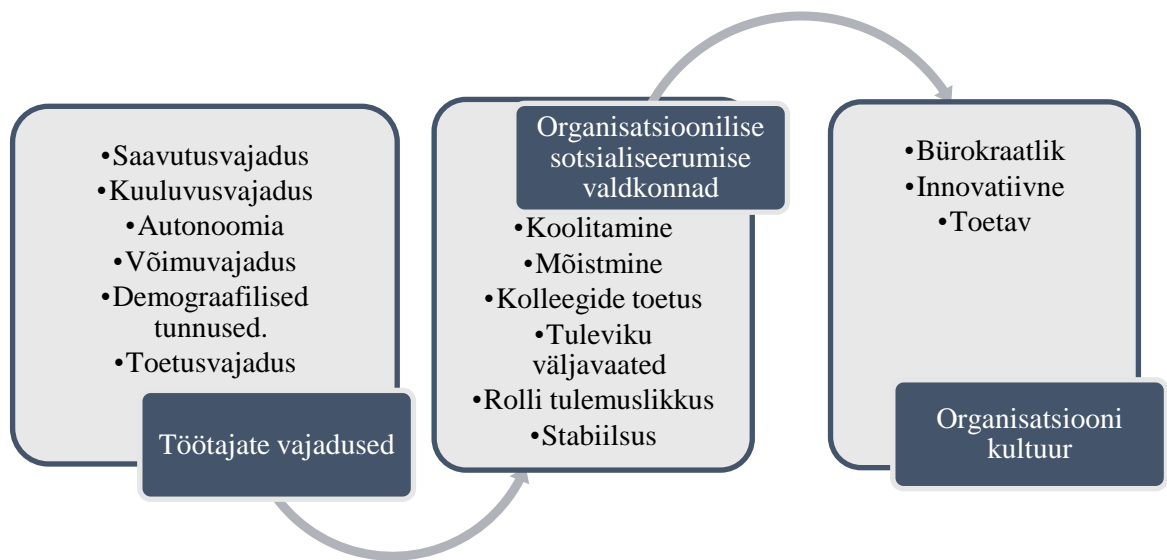 •Saavutusvajadus
•Kuuluvusvajadus
•Autonoomia
•Võimuvajadus
•Demograafilised
tunnused.
•Toetusvajadus
Töötajate vajadused
Organisatsioonilise
sotsialiseerumise
valdkonnad
•Koolitamine
•Mõistmine
•Kolleegide toetus
•Tuleviku
väljavaated
•Rolli tulemuslikkus
•Stabiilsus
•Bürokraatlik
•Innovatiivne
•Toetav
Organisatsiooni
kultuur